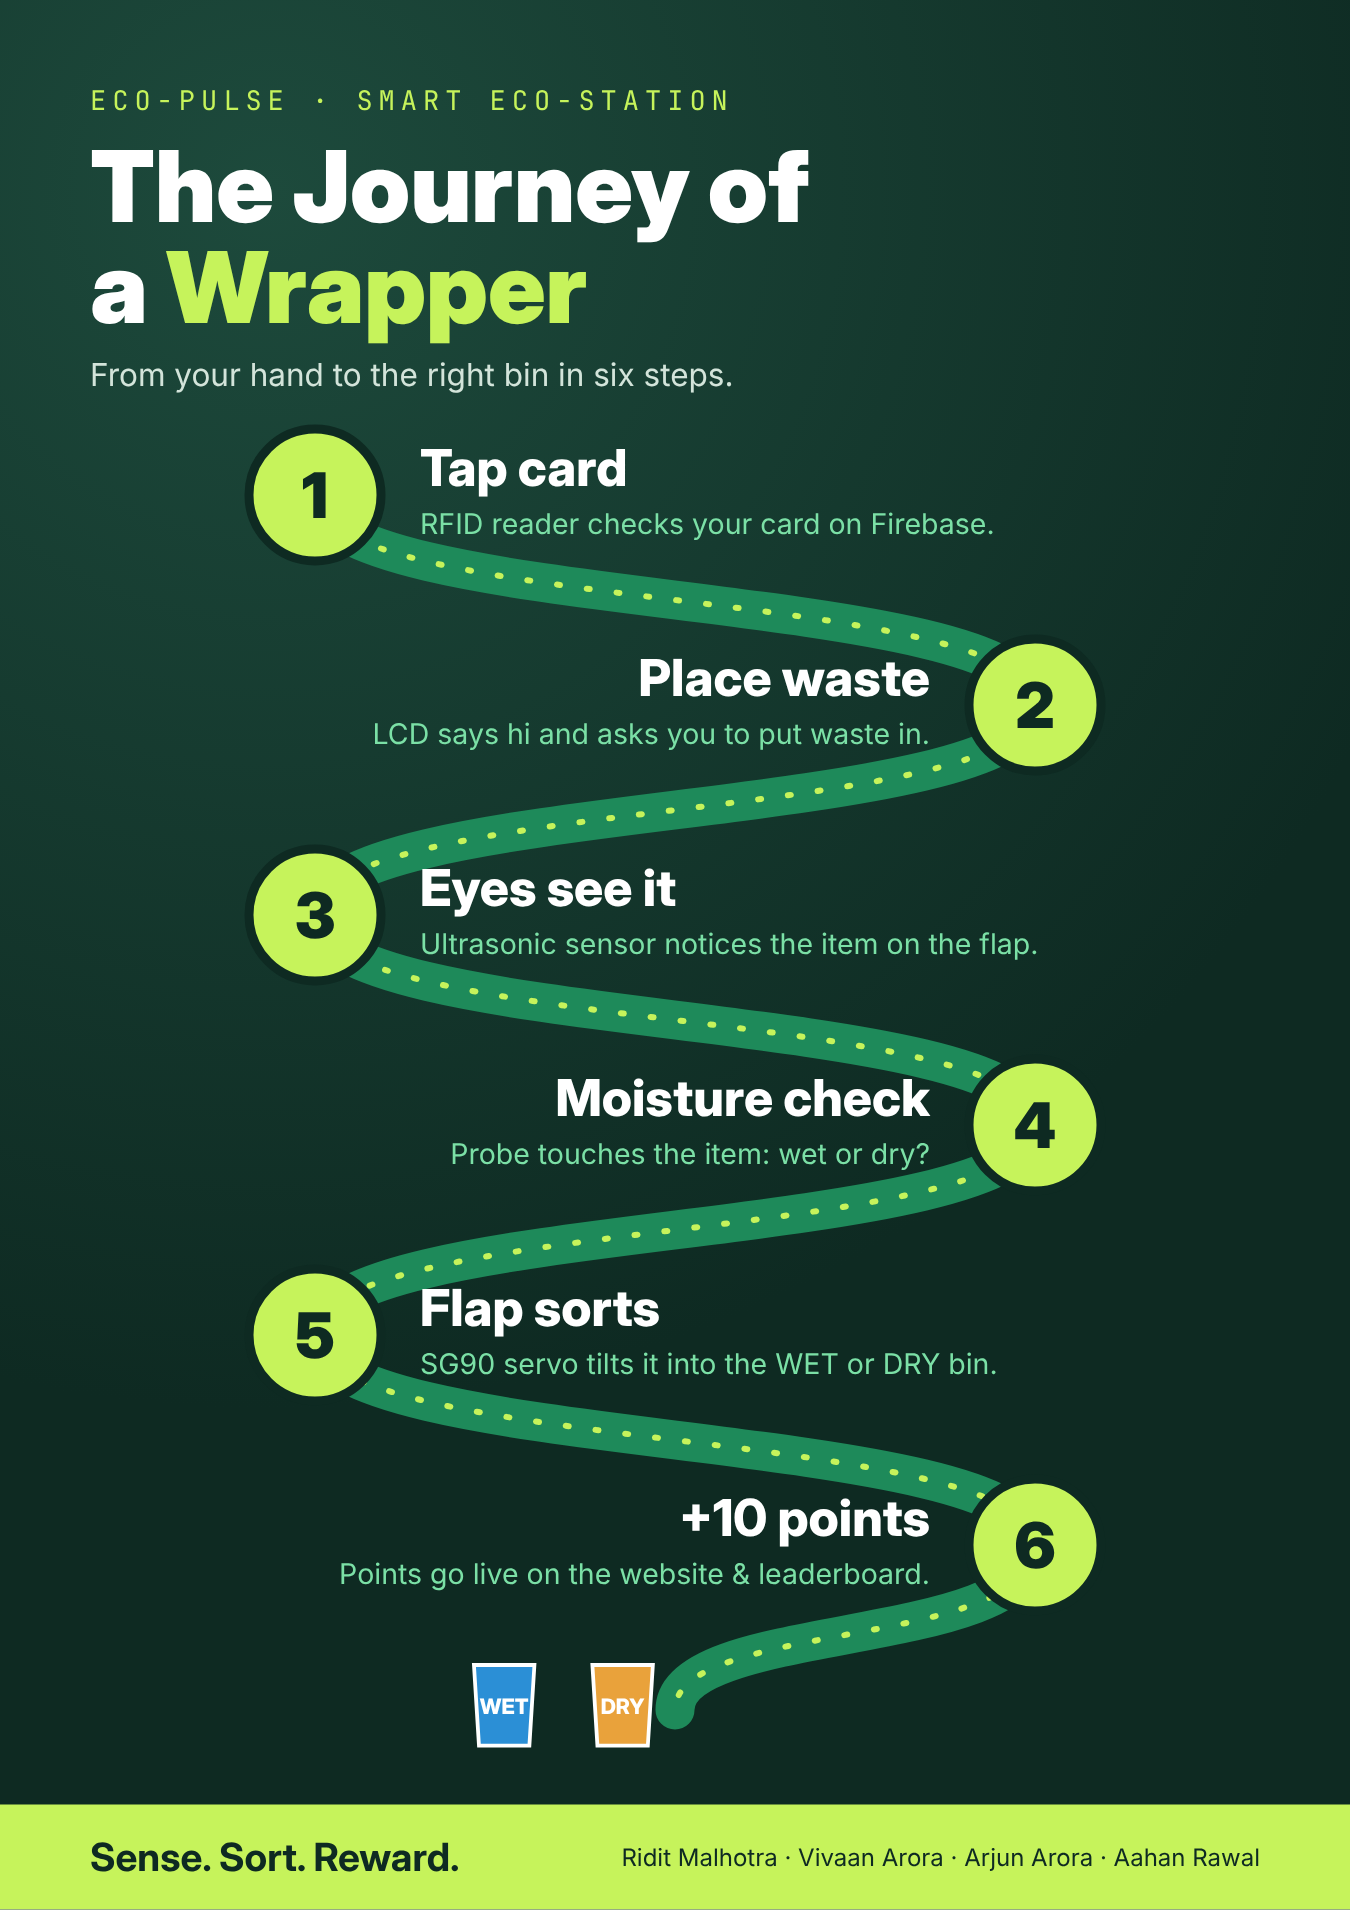 ECO-PULSE · SMART ECO-STATION
The Journey of
a Wrapper
From your hand to the right bin in six steps.
1
Tap card
RFID reader checks your card on Firebase.
Place waste
2
LCD says hi and asks you to put waste in.
3
Eyes see it
Ultrasonic sensor notices the item on the flap.
Moisture check
4
Probe touches the item: wet or dry?
5
Flap sorts
SG90 servo tilts it into the WET or DRY bin.
+10 points
6
Points go live on the website & leaderboard.
WET
DRY
Sense. Sort. Reward.
Ridit Malhotra · Vivaan Arora · Arjun Arora · Aahan Rawal